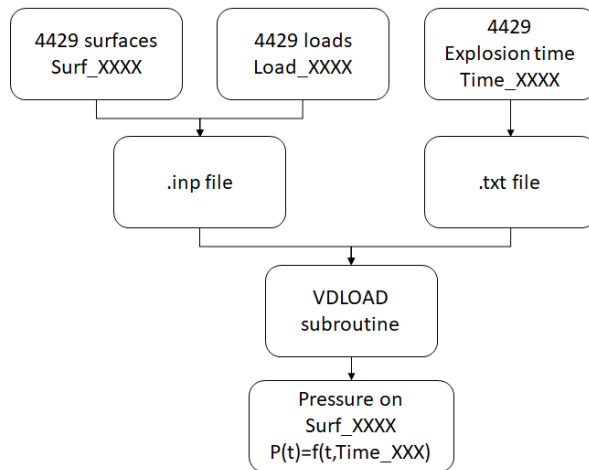 4429 surfaces
Surf_XXXX
4429 loads
Load_XXXX
4429
Explosion time
Time_XXXX
.inp file
.txt file
VDLOAD
subroutine
Pressure on
Surf_XXXX
P(t)=f(t,Time_XXX)